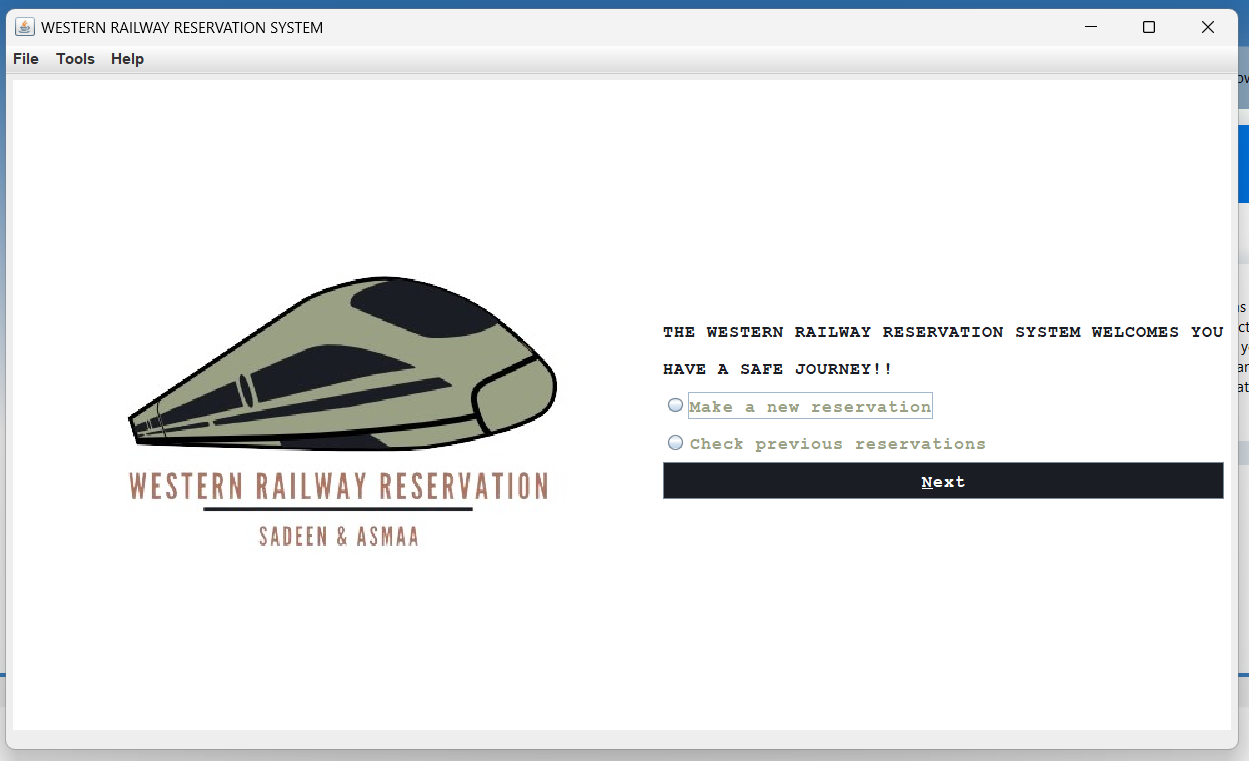 WESTERN RAILWAY RESERVATION SYSTEM
File Tools Help
THE WESTERN RAILWAY RESERVATION SYSTEM WELCOMES YOU
HAVE A SAFE JOURNEY!!
Make a new reservation
Check previous reservations
Next
WESTERN RAILWAY RESERVATION
SADEEN & ASMAA